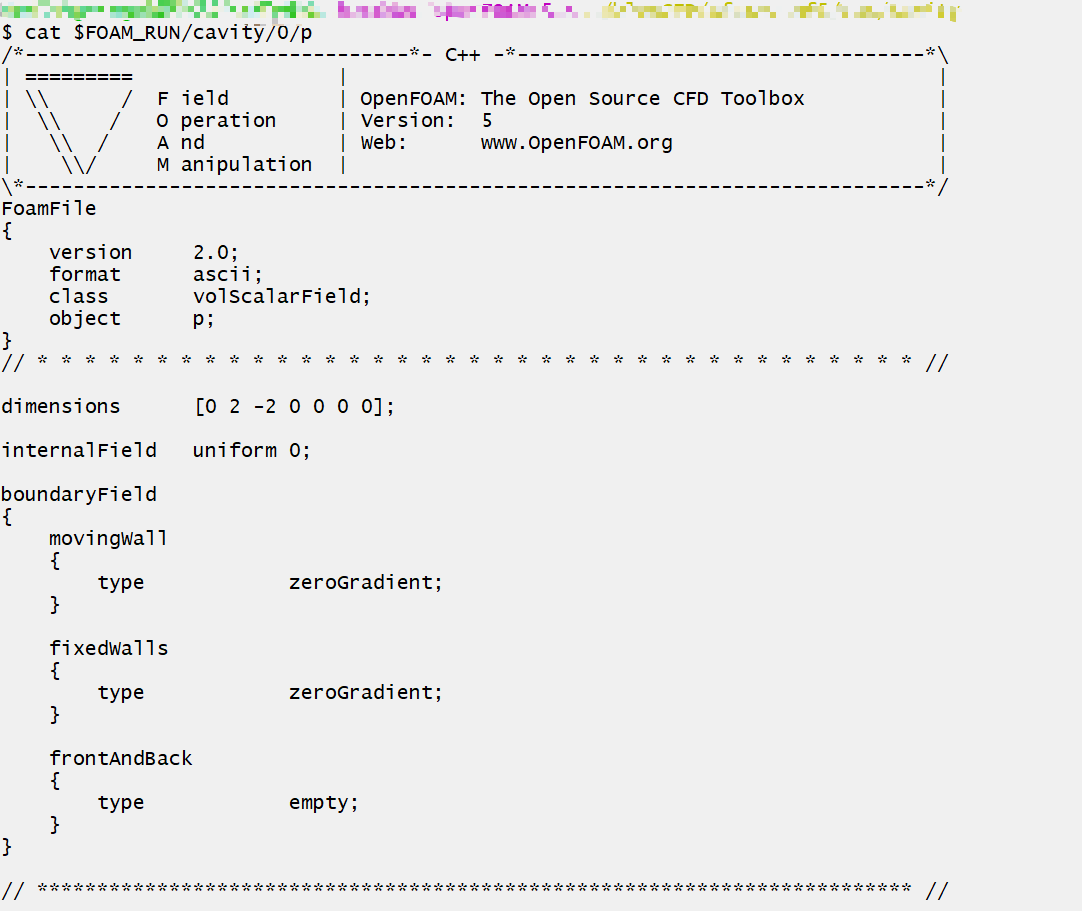 $ cat $FOAM_RUN/cavity/0/p
/*--------------------------------*- C++ -*----------------------------------*\
| =========                 |                                                 |
| \\      /  F ield         | OpenFOAM: The Open Source CFD Toolbox           |
|  \\    /   O peration     | Version:  5                                     |
|   \\  /    A nd           | Web:      www.OpenFOAM.org                      |
|    \\/     M anipulation  |                                                 |
\*---------------------------------------------------------------------------*/
FoamFile
{
    version     2.0;
    format      ascii;
    class       volScalarField;
    object      p;
}
// * * * * * * * * * * * * * * * * * * * * * * * * * * * * * * * * * * * * * //
dimensions      [0 2 -2 0 0 0 0];
internalField   uniform 0;
boundaryField
{
    movingWall
    {
        type            zeroGradient;
    }
    fixedWalls
    {
        type            zeroGradient;
    }
    frontAndBack
    {
        type            empty;
    }
}
// ************************************************************************* //